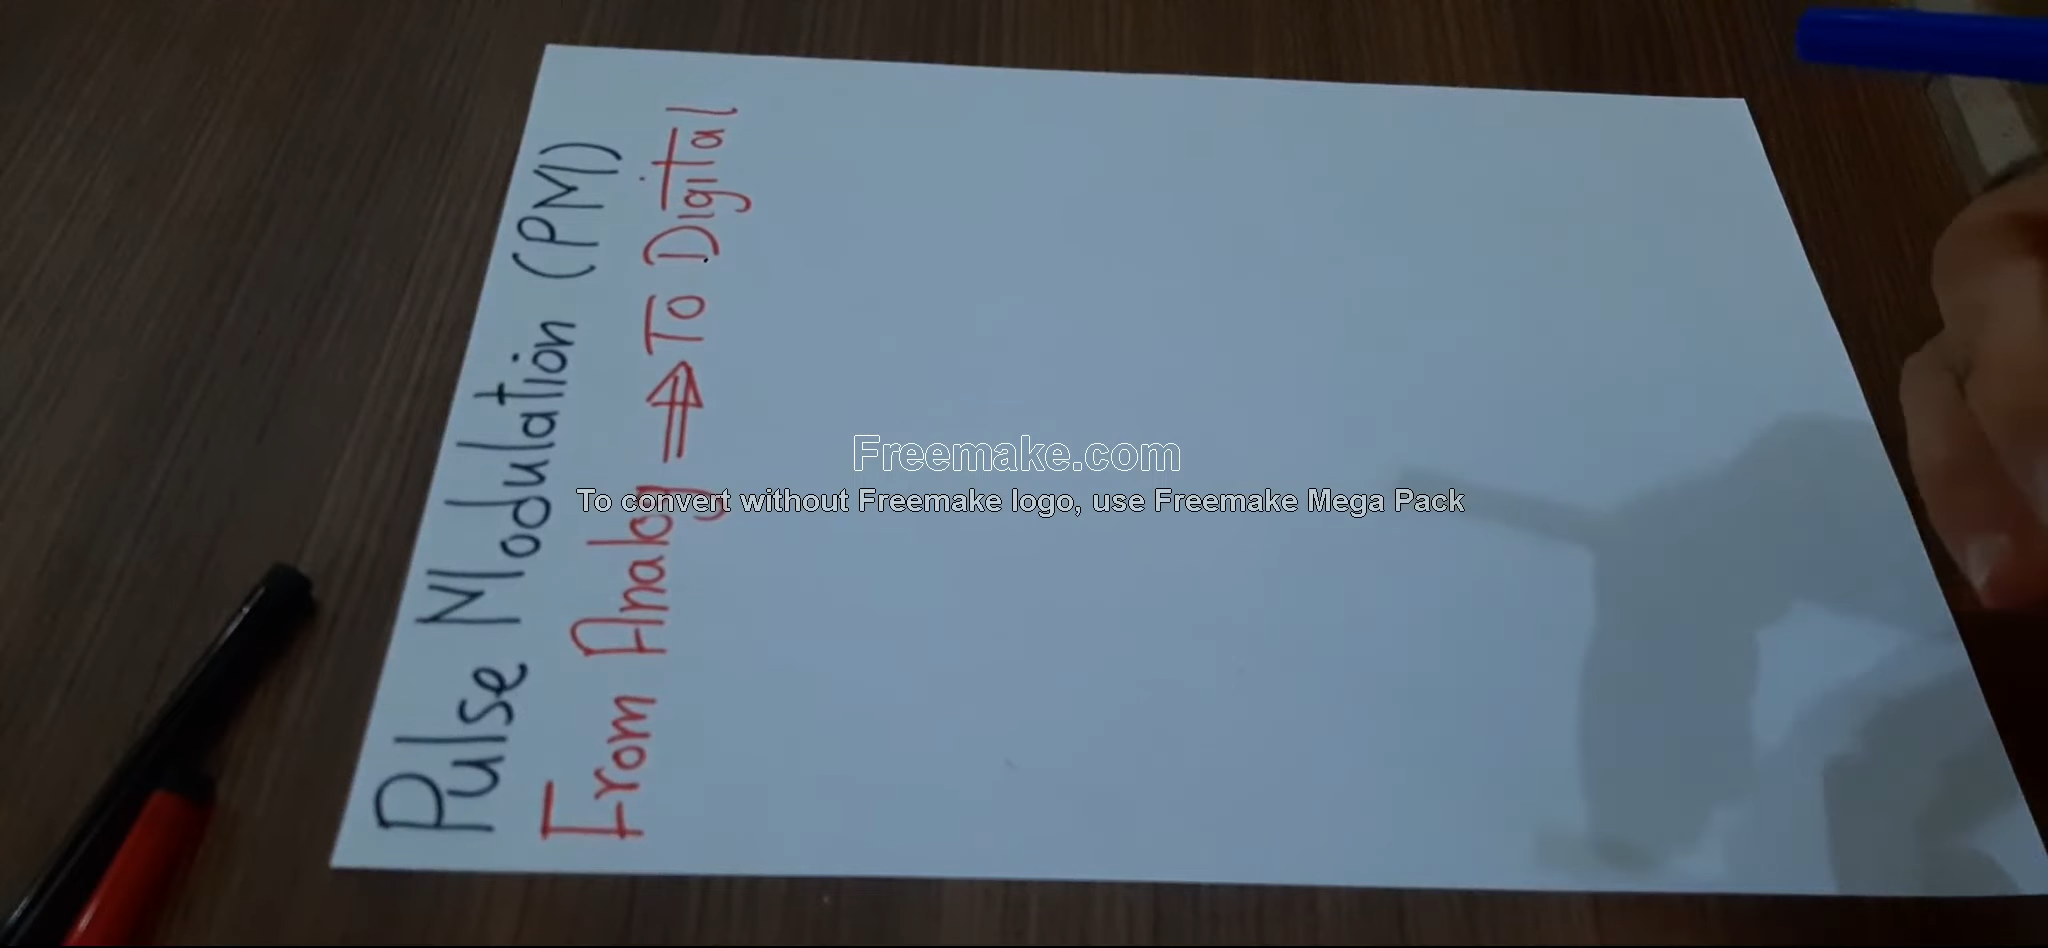 Pulse Modulation (PM)
From Analog ⇒ To Digital
Freemake.com
To convert without Freemake logo, use Freemake Mega Pack